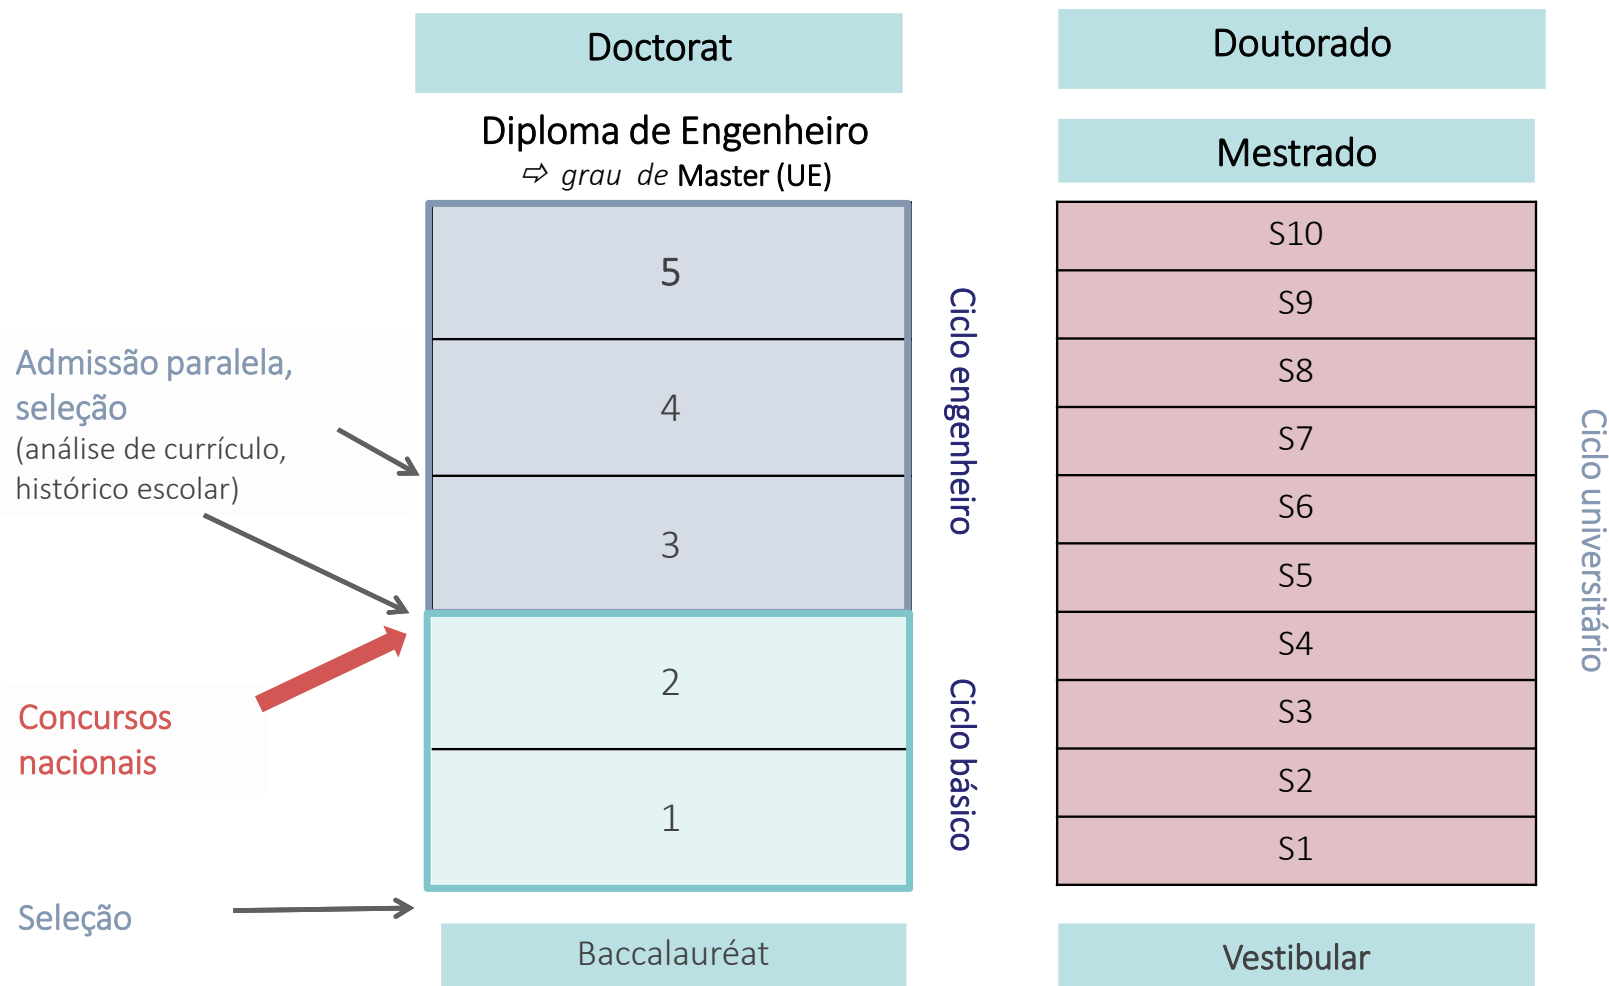 Doctorat
Diploma de Engenheiro
⇨ grau de Master (UE)
5
4
3
2
1
Baccalauréat
Ciclo engenheiro
Ciclo básico
Admissão paralela,
seleção
(análise de currículo,
histórico escolar)
Concursos
nacionais
Seleção
Doutorado
Mestrado
S10
S9
S8
S7
S6
S5
S4
S3
S2
S1
Vestibular
Ciclo universitário